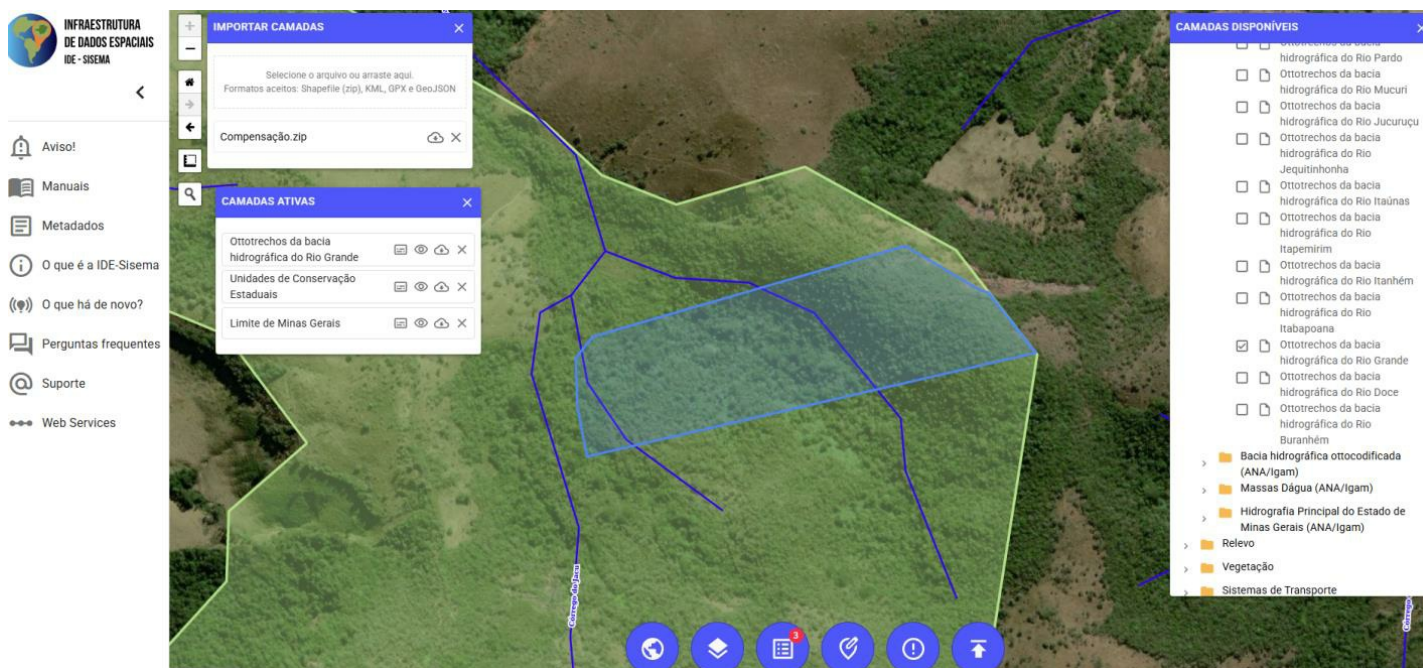 INFRAESTRUTURA
DE DADOS ESPACIAIS
IDE - SISEMA
Aviso!
Manuais
Metadados
O que é a IDE-Sisema
O que há de novo?
Perguntas frequentes
Suporte
Web Services
IMPORTAR CAMADAS
Selecione o arquivo ou arraste aqui.
Formatos aceitos: Shapefile (zip), KML, GPX e GeoJSON
Compensação.zip
CAMADAS ATIVAS
Ottotrechos da bacia
hidrográfica do Rio Grande
Unidades de Conservação
Estaduais
Limite de Minas Gerais
Córrego do Jacu
3
CAMADAS DISPONÍVEIS
Ottotrechos da bacia
hidrográfica do Rio Pardo
Ottotrechos da bacia
hidrográfica do Rio Mucuri
Ottotrechos da bacia
hidrográfica do Rio Jucuruçu
Ottotrechos da bacia
hidrográfica do Rio
Jequitinhonha
Ottotrechos da bacia
hidrográfica do Rio Itaúnas
Ottotrechos da bacia
hidrográfica do Rio
Itapemirim
Ottotrechos da bacia
hidrográfica do Rio Itanhém
Ottotrechos da bacia
hidrográfica do Rio
Itabapoana
Ottotrechos da bacia
hidrográfica do Rio Grande
Ottotrechos da bacia
hidrográfica do Rio Doce
Ottotrechos da bacia
hidrográfica do Rio
Buranhém
Bacia hidrográfica ottocodificada
(ANA/Igam)
Massas Dágua (ANA/Igam)
Hidrografia Principal do Estado de
Minas Gerais (ANA/Igam)
Relevo
Vegetação
Sistemas de Transporte